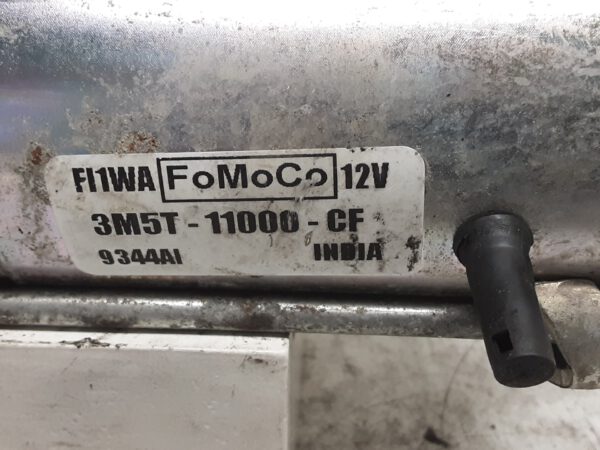 FI1WA FoMoCo 12V
3M5T - 11000 - CF
9344AI INDIA